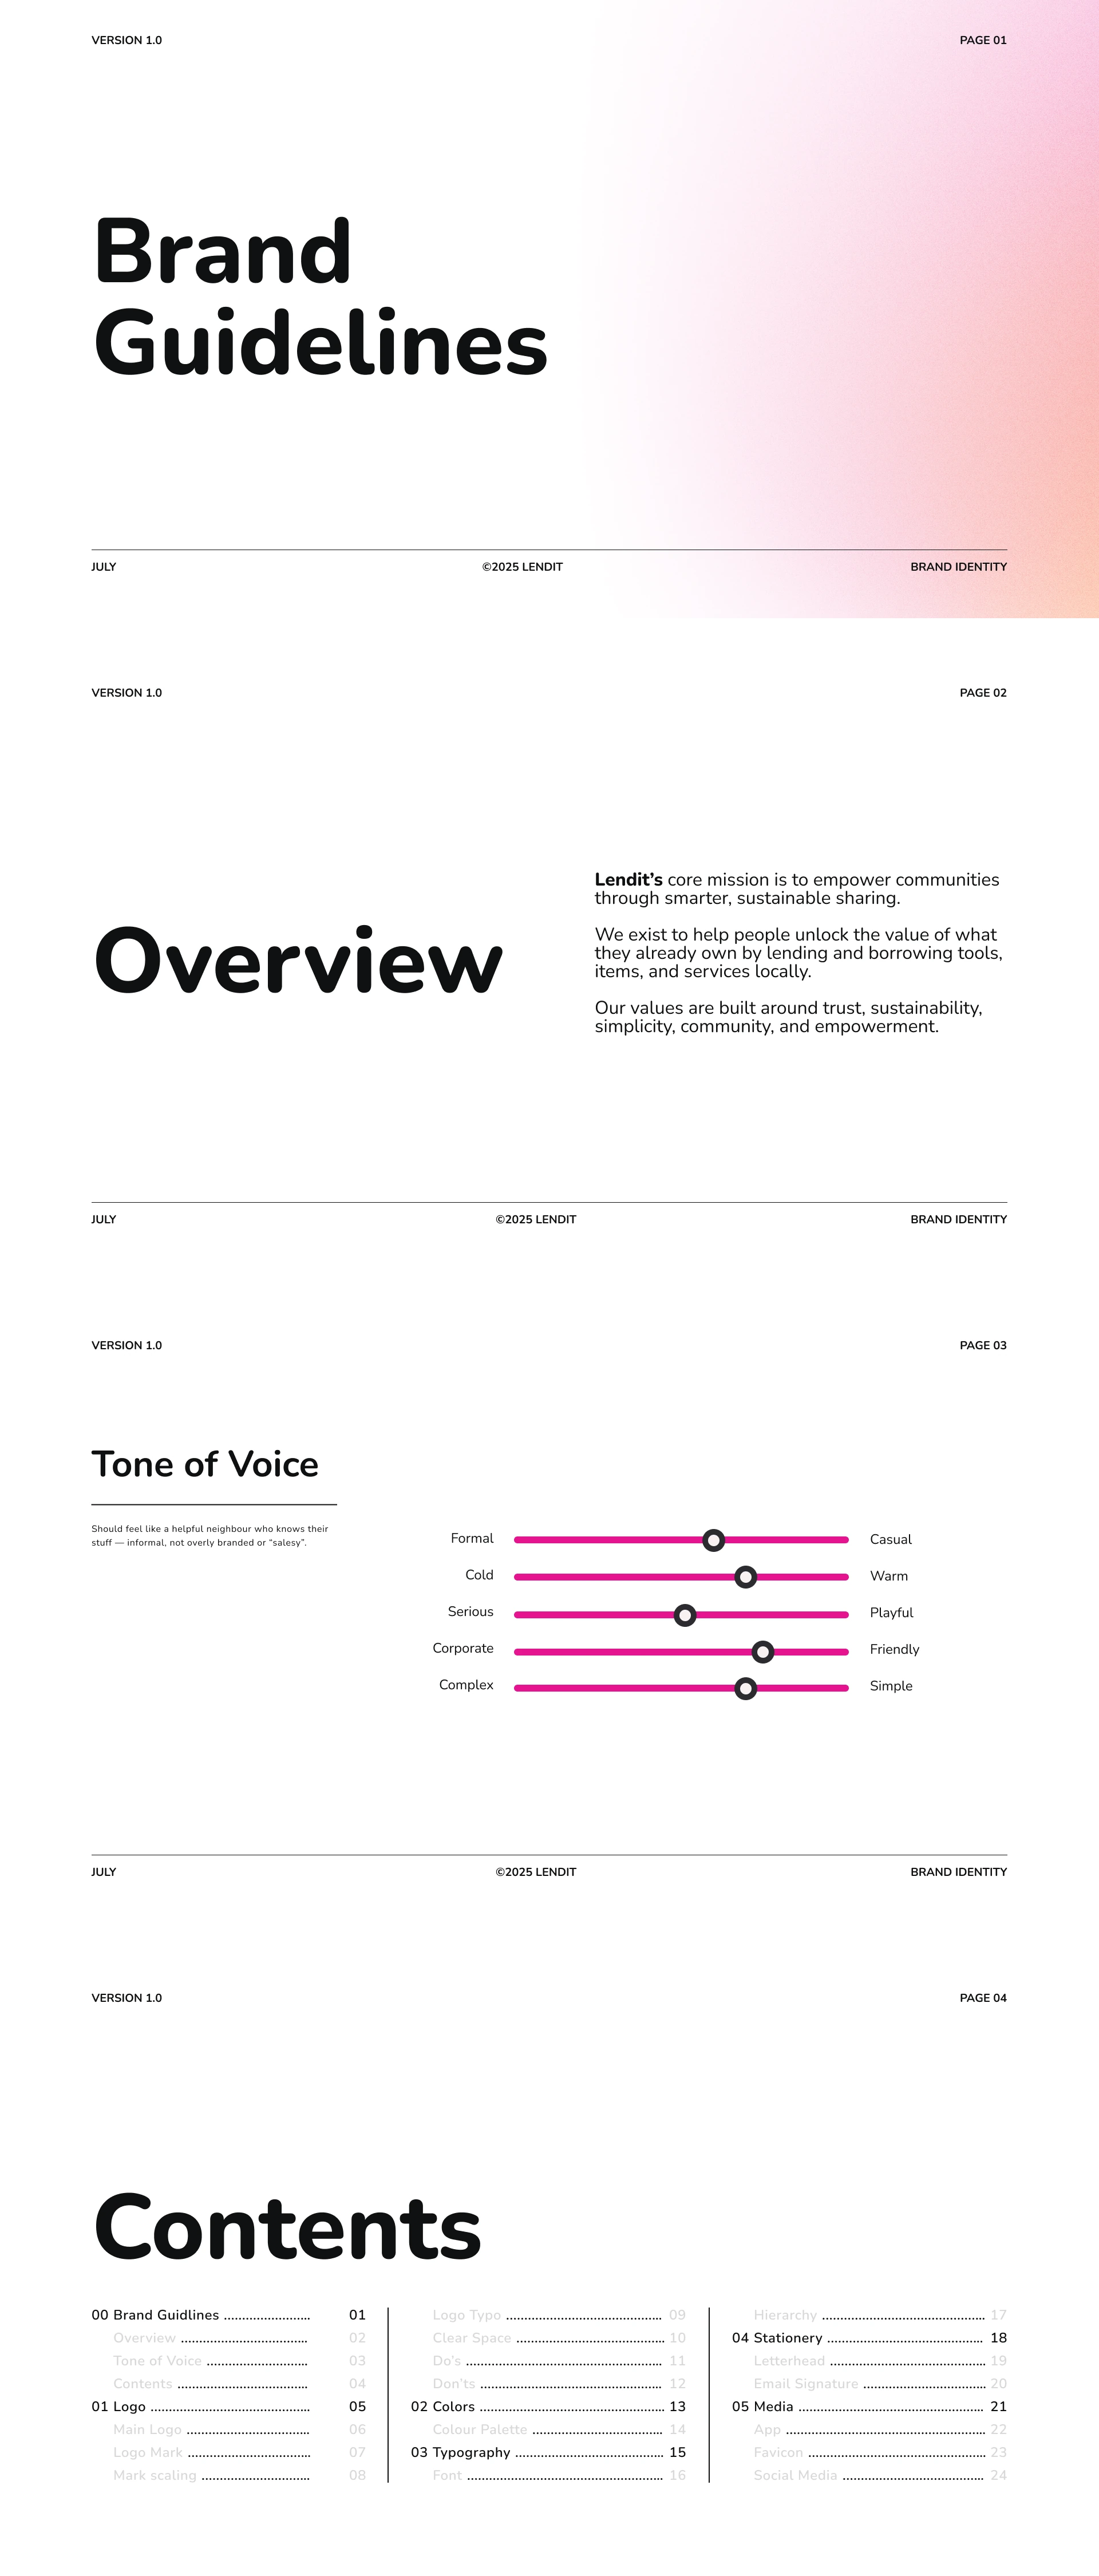 VERSION 1.0
PAGE 01
Brand
Guidelines
JULY
©2025 LENDIT
BRAND IDENTITY
VERSION 1.0
PAGE 02
Overview
Lendit’s core mission is to empower communities
through smarter, sustainable sharing.
We exist to help people unlock the value of what
they already own by lending and borrowing tools,
items, and services locally.
Our values are built around trust, sustainability,
simplicity, community, and empowerment.
JULY
©2025 LENDIT
BRAND IDENTITY
VERSION 1.0
PAGE 03
Tone of Voice
Should feel like a helpful neighbour who knows their
stuff — informal, not overly branded or “salesy”.
Formal
Casual
Cold
Warm
Serious
Playful
Corporate
Friendly
Complex
Simple
JULY
©2025 LENDIT
BRAND IDENTITY
VERSION 1.0
PAGE 04
Contents
00 Brand Guidlines ........................ 01
Overview ................................... 02
Tone of Voice ............................. 03
Contents .................................... 04
01 Logo ............................................ 05
Main Logo .................................. 06
Logo Mark .................................. 07
Mark scaling .............................. 08
Logo Typo ........................................... 09
Clear Space ......................................... 10
Do’s ...................................................... 11
Don’ts .................................................. 12
02 Colors .................................................. 13
Colour Palette .................................... 14
03 Typography ......................................... 15
Font ...................................................... 16
Hierarchy ............................................. 17
04 Stationery ........................................... 18
Letterhead ........................................... 19
Email Signature .................................. 20
05 Media ................................................... 21
App ....................................................... 22
Favicon ................................................. 23
Social Media ....................................... 24